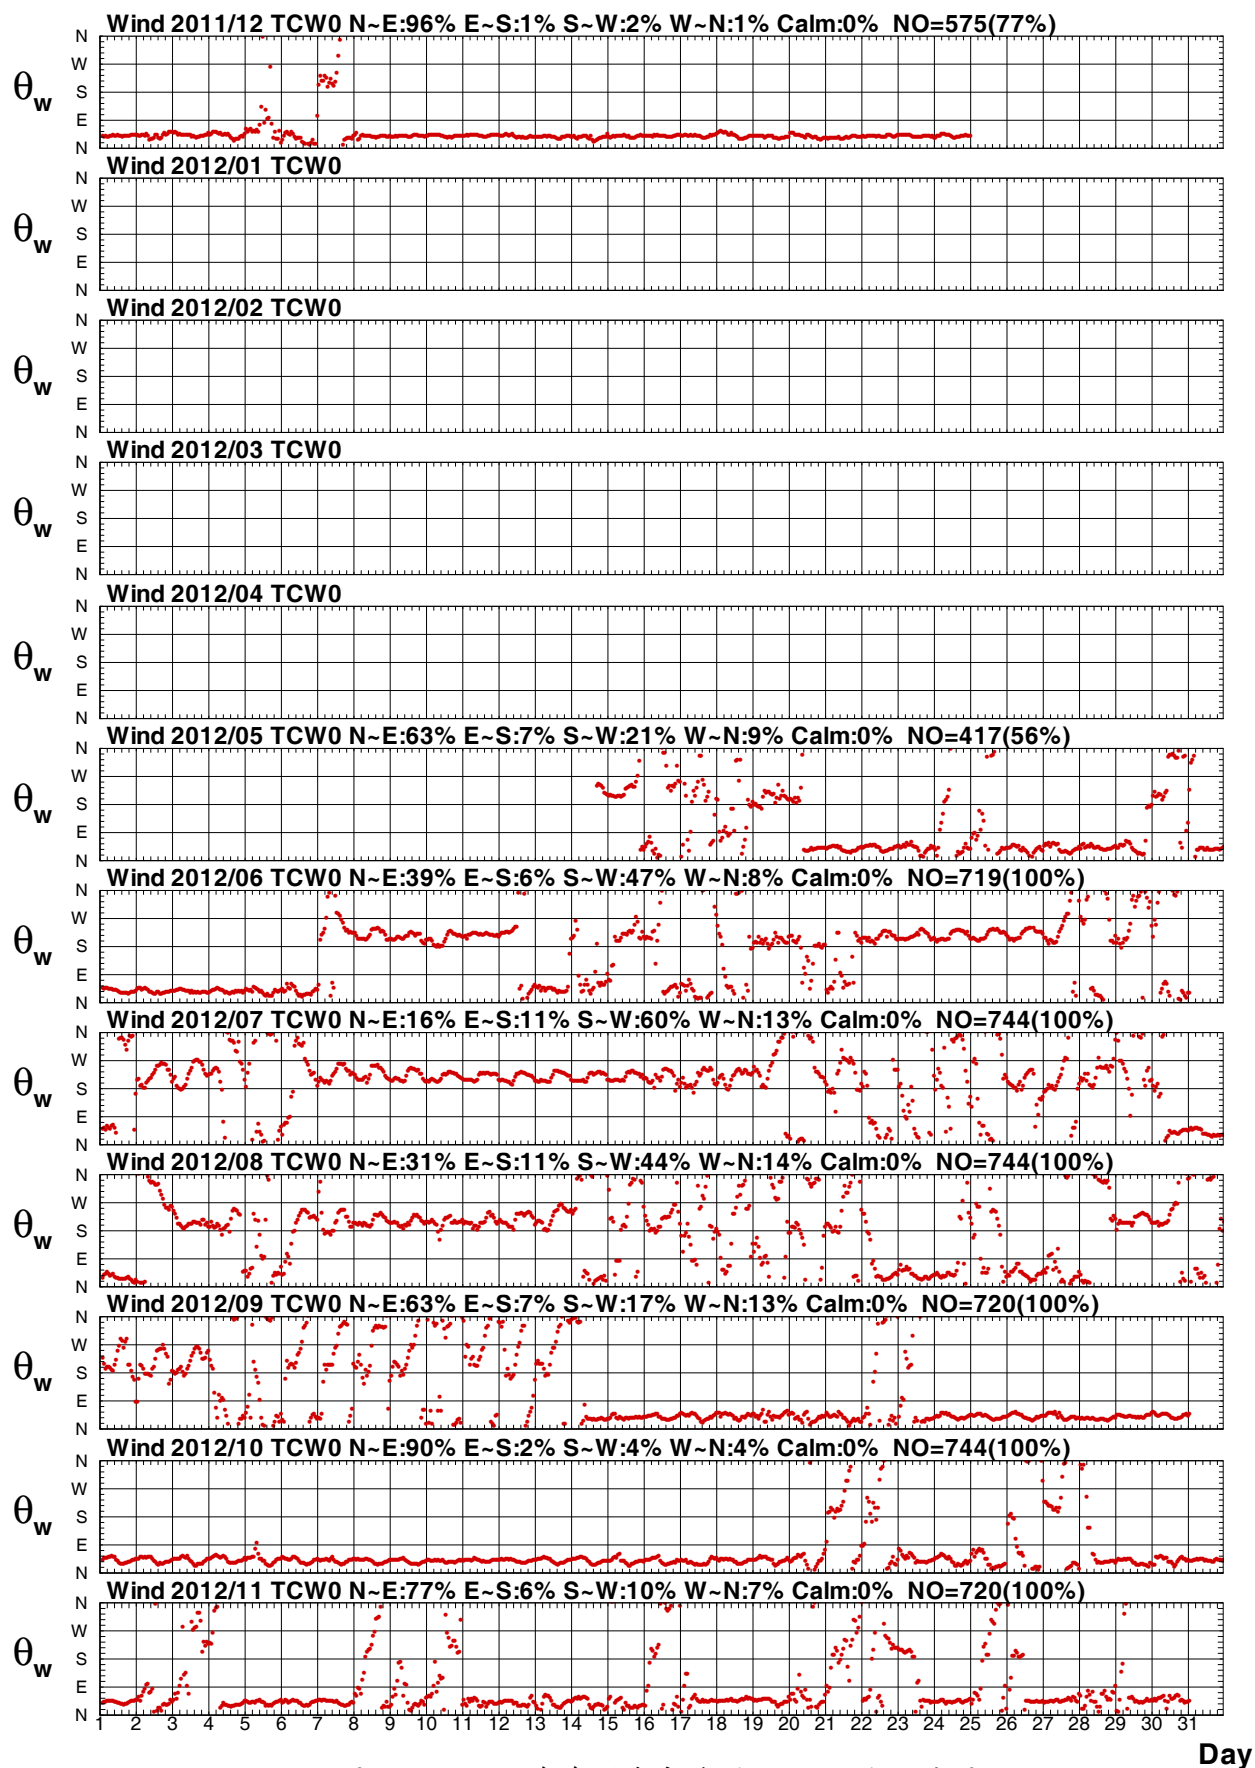 Wind 2011/12 TCW0 N~E:96% E~S:1% S~W:2% W~N:1% Calm:0% NO=575(77%)
N
W
S
E
N
θw
Wind 2012/01 TCW0
N
W
S
E
N
θw
Wind 2012/02 TCW0
N
W
S
E
N
θw
Wind 2012/03 TCW0
N
W
S
E
N
θw
Wind 2012/04 TCW0
N
W
S
E
N
θw
Wind 2012/05 TCW0 N~E:63% E~S:7% S~W:21% W~N:9% Calm:0% NO=417(56%)
N
W
S
E
N
θw
Wind 2012/06 TCW0 N~E:39% E~S:6% S~W:47% W~N:8% Calm:0% NO=719(100%)
N
W
S
E
N
θw
Wind 2012/07 TCW0 N~E:16% E~S:11% S~W:60% W~N:13% Calm:0% NO=744(100%)
N
W
S
E
N
θw
Wind 2012/08 TCW0 N~E:31% E~S:11% S~W:44% W~N:14% Calm:0% NO=744(100%)
N
W
S
E
N
θw
Wind 2012/09 TCW0 N~E:63% E~S:7% S~W:17% W~N:13% Calm:0% NO=720(100%)
N
W
S
E
N
θw
Wind 2012/10 TCW0 N~E:90% E~S:2% S~W:4% W~N:4% Calm:0% NO=744(100%)
N
W
S
E
N
θw
Wind 2012/11 TCW0 N~E:77% E~S:6% S~W:10% W~N:7% Calm:0% NO=720(100%)
N
W
S
E
N
θw
1 2 3 4 5 6 7 8 9 10 11 12 13 14 15 16 17 18 19 20 21 22 23 24 25 26 27 28 29 30 31
Day